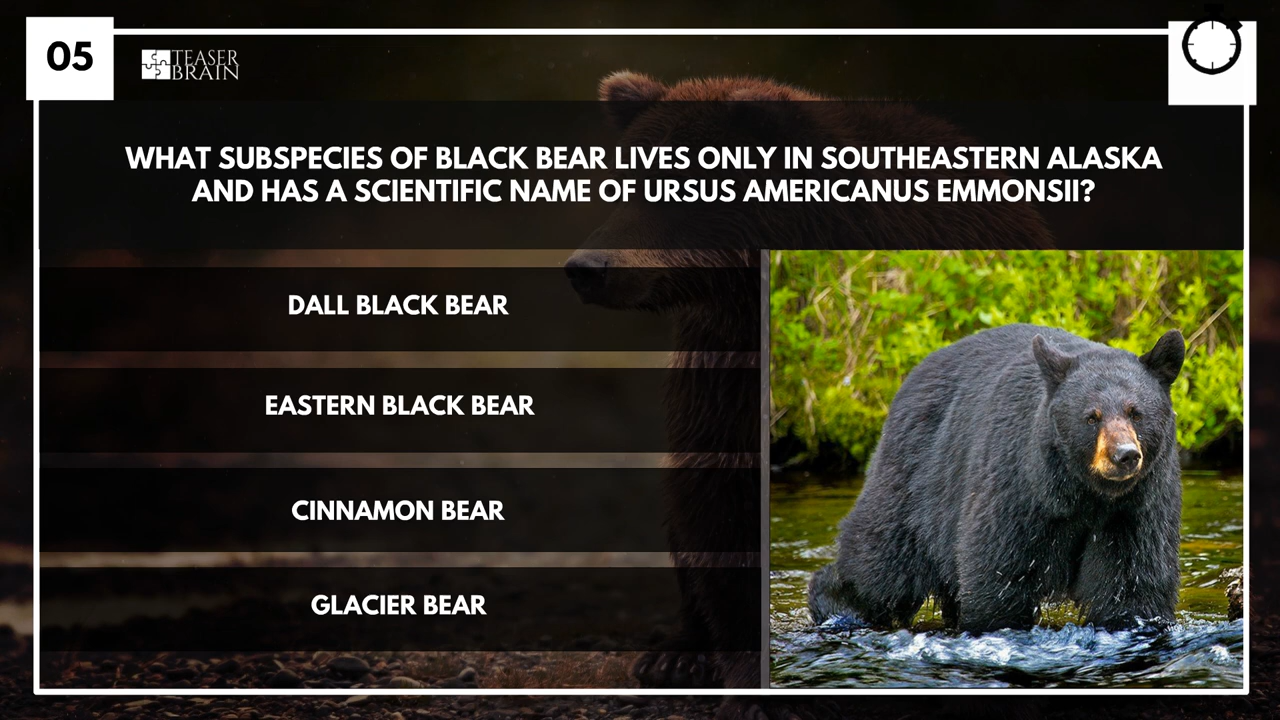 05
TEASER
BRAIN
WHAT SUBSPECIES OF BLACK BEAR LIVES ONLY IN SOUTHEASTERN ALASKA
AND HAS A SCIENTIFIC NAME OF URSUS AMERICANUS EMMONSII?
DALL BLACK BEAR
EASTERN BLACK BEAR
CINNAMON BEAR
GLACIER BEAR